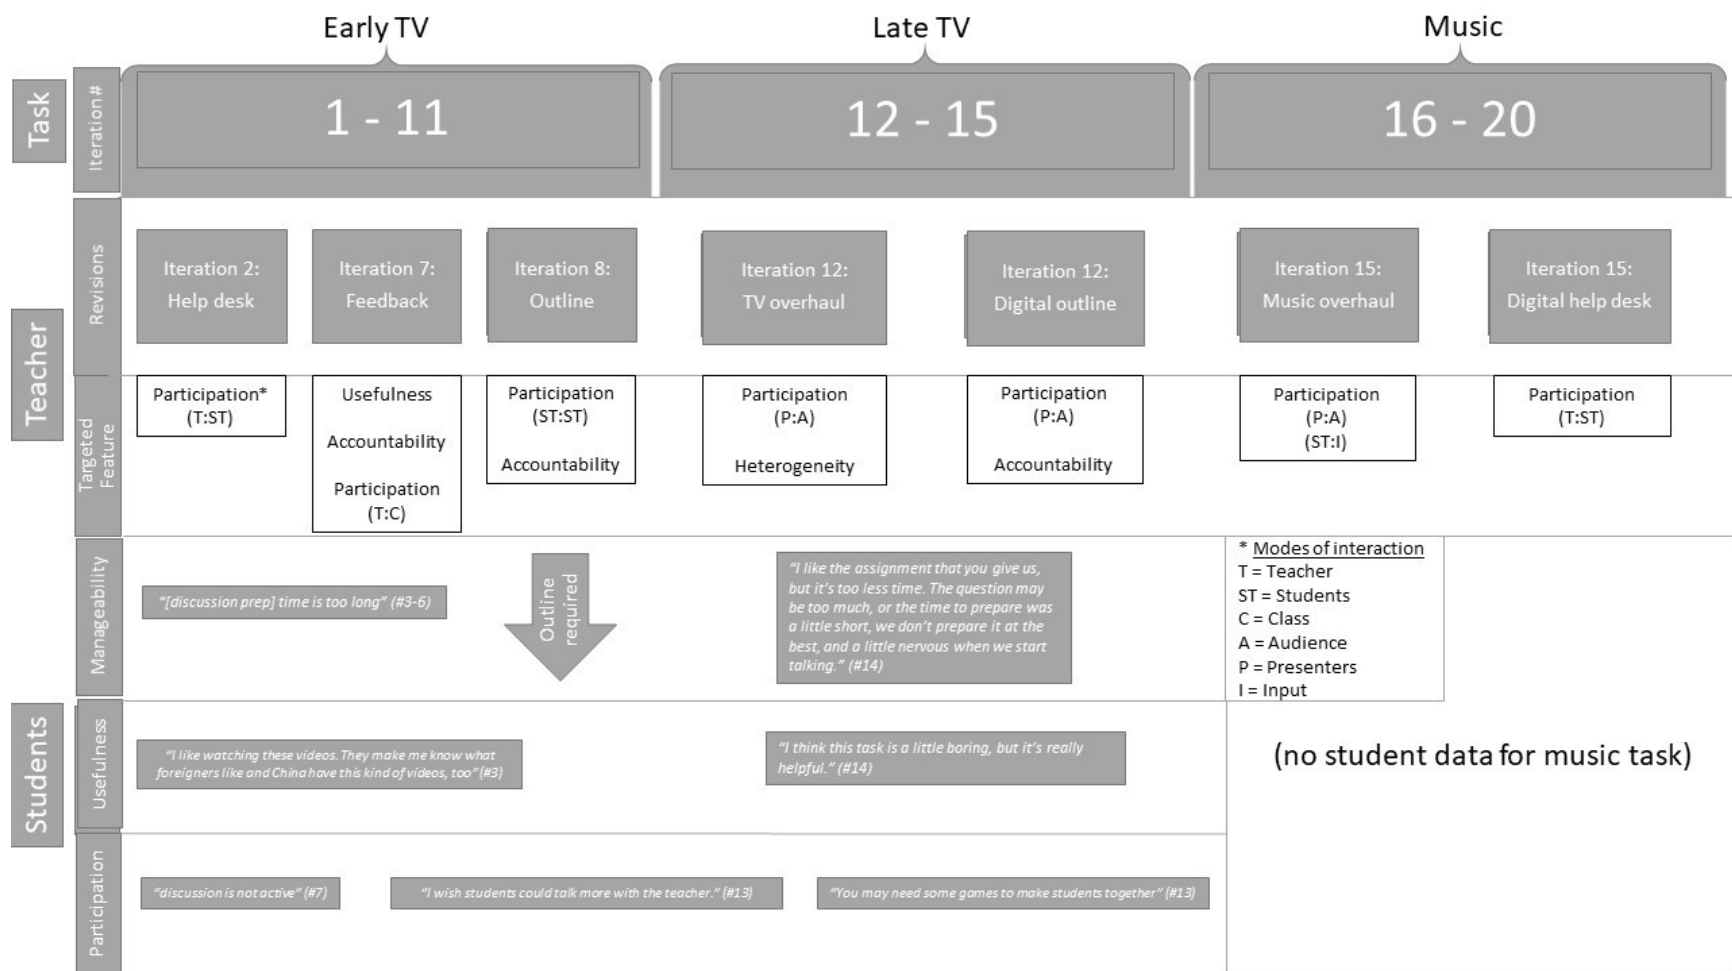 Early TV
Late TV
Music
Task
Iteration#
1 - 11
12 - 15
16 - 20
Teacher
Revisions
Iteration 2:
Help desk
Iteration 7:
Feedback
Iteration 8:
Outline
Iteration 12:
TV overhaul
Iteration 12:
Digital outline
Iteration 15:
Music overhaul
Iteration 15:
Digital help desk
Targeted
Feature
Participation*
(T:ST)
Usefulness
Accountability
Participation
(T:C)
Participation
(ST:ST)
Accountability
Participation
(P:A)
Heterogeneity
Participation
(P:A)
Accountability
Participation
(P:A)
(ST:I)
Participation
(T:ST)
Students
Manageability
“[discussion prep] time is too long” (#3-6)
Outline
required
“I like the assignment that you give us,
but it’s too less time. The question may
be too much, or the time to prepare was
a little short, we don’t prepare it at the
best, and a little nervous when we start
talking.” (#14)
* Modes of interaction
T = Teacher
ST = Students
C = Class
A = Audience
P = Presenters
I = Input
Usefulness
“I like watching these videos. They make me know what
foreigners like and China have this kind of videos, too” (#3)
“I think this task is a little boring, but it’s really
helpful.” (#14)
(no student data for music task)
Participation
“discussion is not active” (#7)
“I wish students could talk more with the teacher.” (#13)
“You may need some games to make students together” (#13)